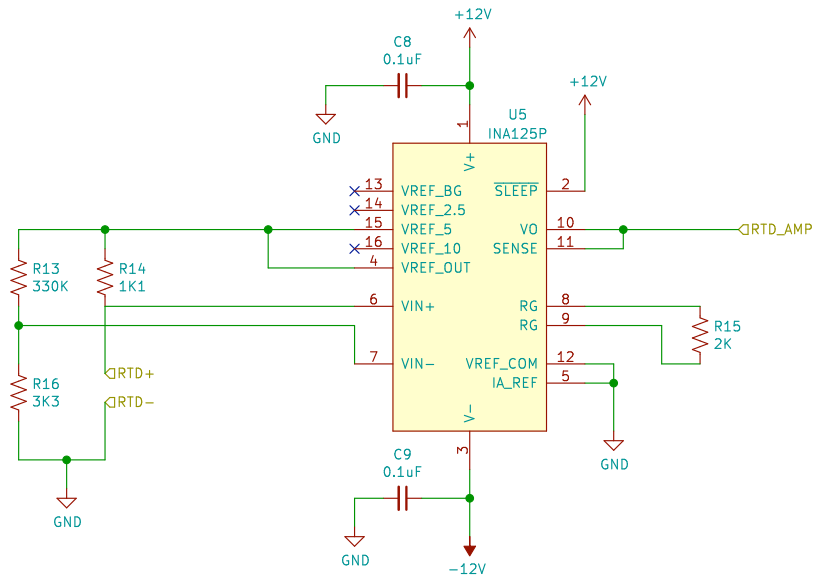 +12V
C8
0.1uF
+12V
GND
U5
INA125P
1
V+
13 VREF_BG
SLEEP 2
14 VREF_2.5
15 VREF_5
VO 10
RTD_AMP
16 VREF_10
SENSE 11
4 VREF_OUT
R13
330K
R14
1K1
6 VIN+
RG 8
RG 9
R15
2K
7 VIN-
VREF_COM 12
IA_REF 5
RTD+
R16
3K3
RTD-
V-
3
GND
C9
0.1uF
GND
GND
-12V